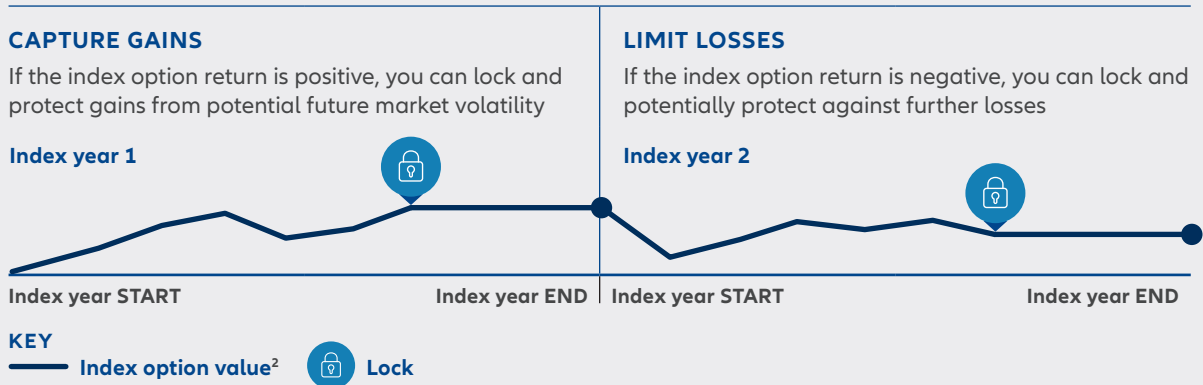 CAPTURE GAINS
If the index option return is positive, you can lock and
protect gains from potential future market volatility
Index year 1
LIMIT LOSSES
If the index option return is negative, you can lock and
potentially protect against further losses
Index year 2
Index year START
Index year END
Index year START
Index year END
KEY
Index option value²
Lock